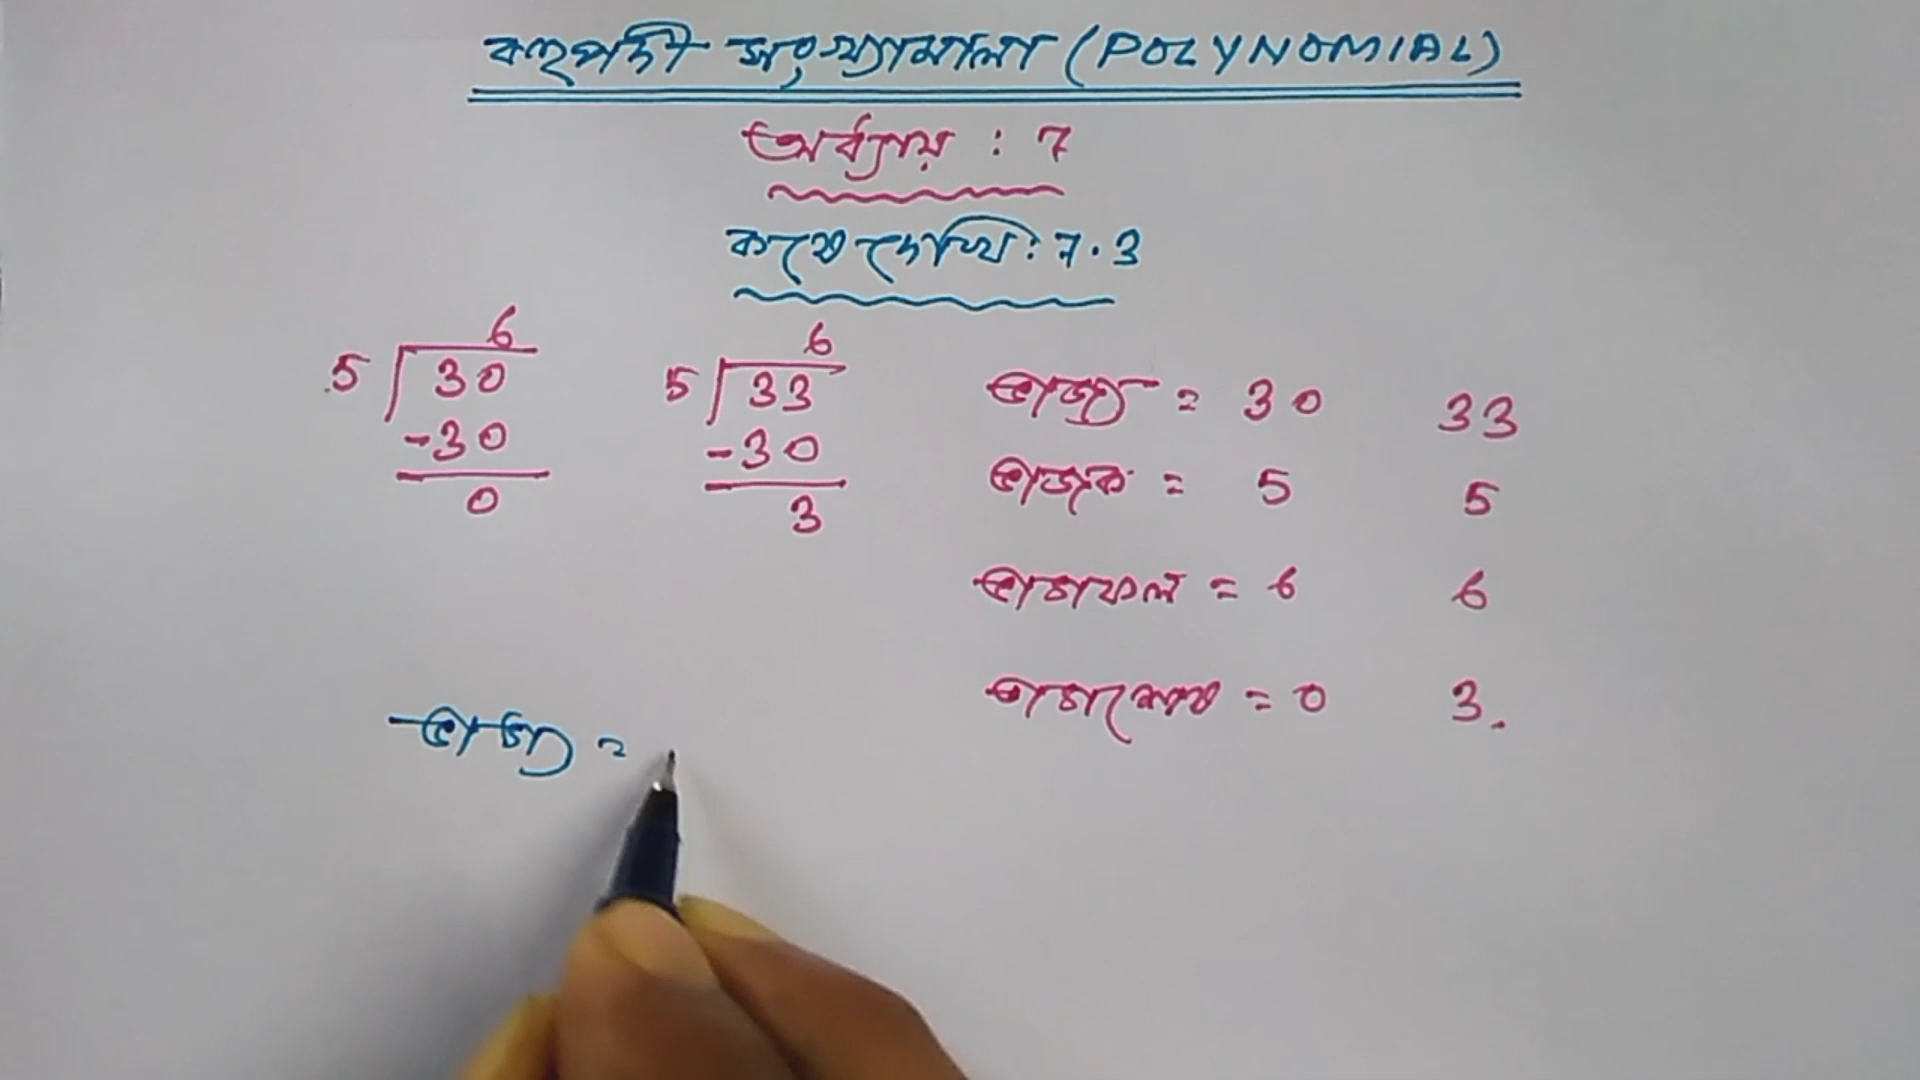 বহুপদী সংখ্যামালা (POLYNOMIAL)
অধ্যায় : 7
কষে দেখি : 7.3
6
5 30
-30
0
6
5 33
-30
3
ভাজ্য = 30 33
ভাজক = 5 5
ভাগফল = 6 6
ভাগশেষ = 0 3.
ভাজ্য =